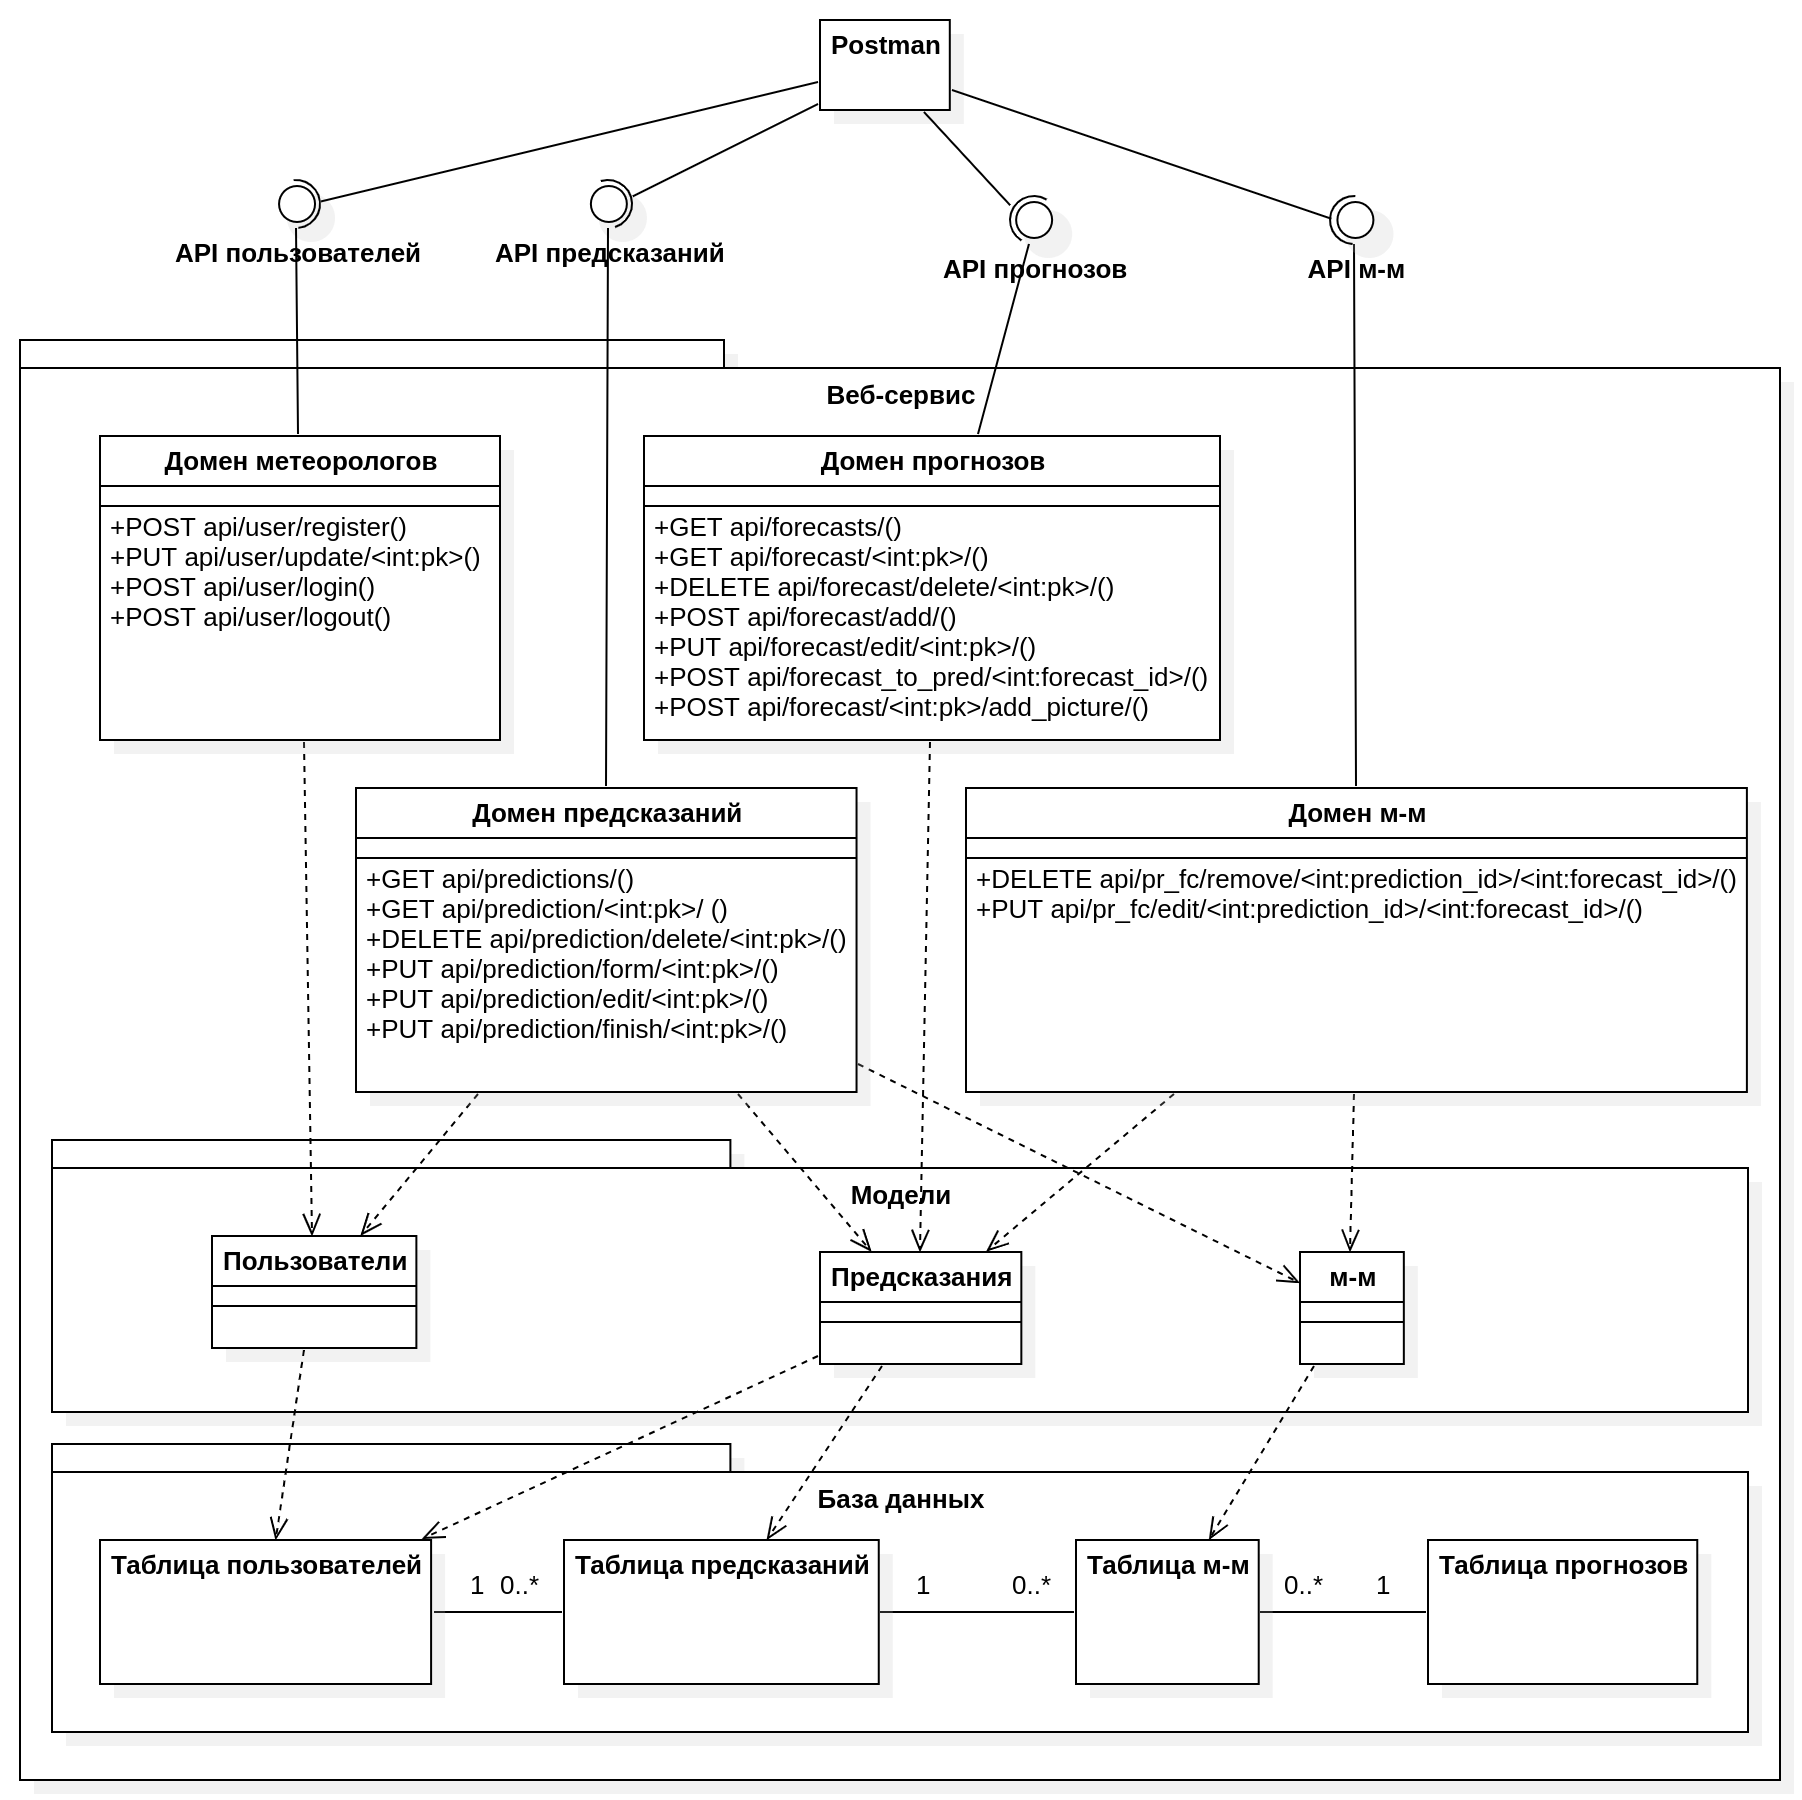 Postman
API пользователей
API предсказаний
API прогнозов
API м-м
Веб-сервис
Домен метеорологов
+POST api/user/register()
+PUT api/user/update/<int:pk>()
+POST api/user/login()
+POST api/user/logout()
Домен прогнозов
+GET api/forecasts/()
+GET api/forecast/<int:pk>/()
+DELETE api/forecast/delete/<int:pk>/()
+POST api/forecast/add/()
+PUT api/forecast/edit/<int:pk>/()
+POST api/forecast_to_pred/<int:forecast_id>/()
+POST api/forecast/<int:pk>/add_picture/()
Домен предсказаний
+GET api/predictions/()
+GET api/prediction/<int:pk>/ ()
+DELETE api/prediction/delete/<int:pk>/()
+PUT api/prediction/form/<int:pk>/()
+PUT api/prediction/edit/<int:pk>/()
+PUT api/prediction/finish/<int:pk>/()
Домен м-м
+DELETE api/pr_fc/remove/<int:prediction_id>/<int:forecast_id>/()
+PUT api/pr_fc/edit/<int:prediction_id>/<int:forecast_id>/()
Модели
Пользователи
Предсказания
м-м
База данных
Таблица пользователей
1 0..*
Таблица предсказаний
1 0..*
Таблица м-м
0..* 1
Таблица прогнозов